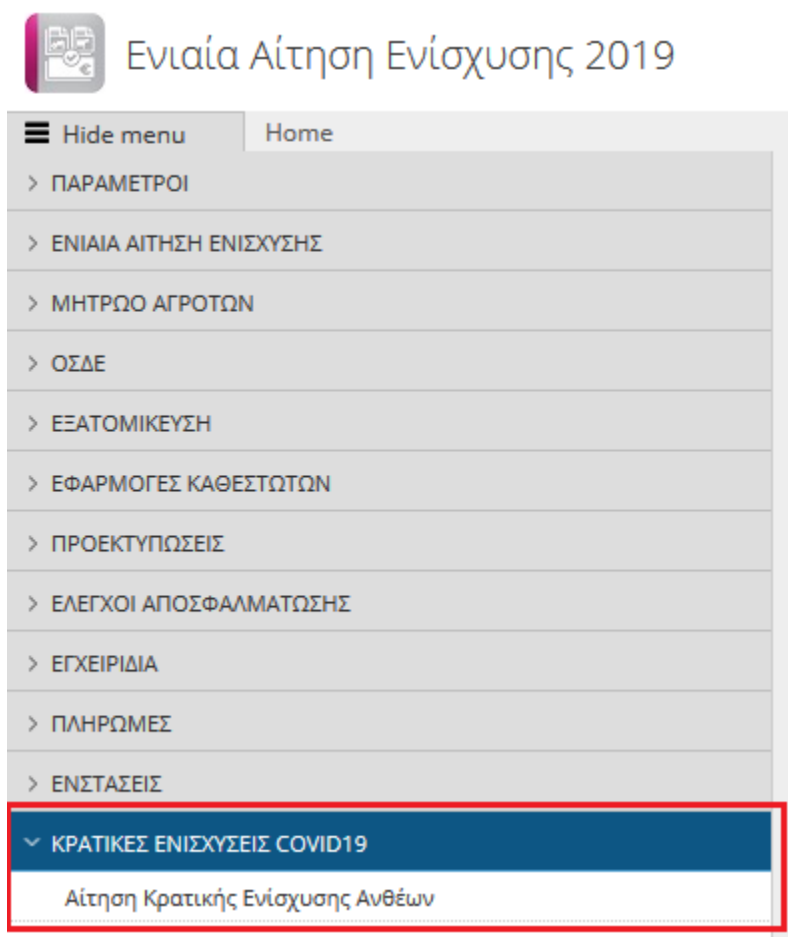 Ενιαία Αίτηση Ενίσχυσης 2019
Hide menu Home
ΠΑΡΑΜΕΤΡΟΙ
ΕΝΙΑΙΑ ΑΙΤΗΣΗ ΕΝΙΣΧΥΣΗΣ
ΜΗΤΡΩΟ ΑΓΡΟΤΩΝ
ΟΣΔΕ
ΕΞΑΤΟΜΙΚΕΥΣΗ
ΕΦΑΡΜΟΓΕΣ ΚΑΘΕΣΤΩΤΩΝ
ΠΡΟΕΚΤΥΠΩΣΕΙΣ
ΕΛΕΓΧΟΙ ΑΠΟΣΦΑΛΜΑΤΩΣΗΣ
ΕΓΧΕΙΡΙΔΙΑ
ΠΛΗΡΩΜΕΣ
ΕΝΣΤΑΣΕΙΣ
ΚΡΑΤΙΚΕΣ ΕΝΙΣΧΥΣΕΙΣ COVID19
Αίτηση Κρατικής Ενίσχυσης Ανθέων